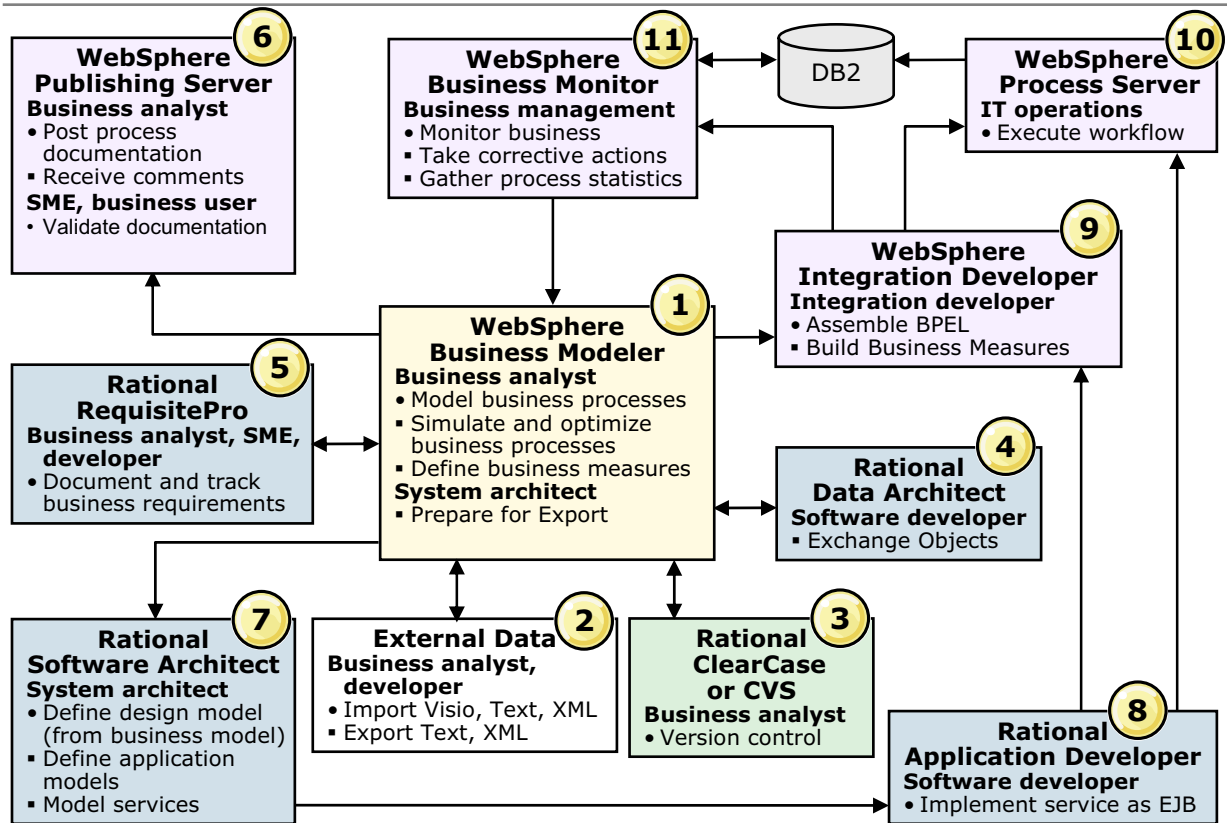 6
WebSphere
Publishing Server
Business analyst
• Post process
documentation
▪ Receive comments
SME, business user
• Validate documentation
11
WebSphere
Business Monitor
Business management
• Monitor business
▪ Take corrective actions
▪ Gather process statistics
DB2
10
WebSphere
Process Server
IT operations
• Execute workflow
9
WebSphere
Integration Developer
Integration developer
• Assemble BPEL
▪ Build Business Measures
1
WebSphere
Business Modeler
Business analyst
• Model business processes
▪ Simulate and optimize
business processes
▪ Define business measures
System architect
▪ Prepare for Export
5
Rational
RequisitePro
Business analyst, SME,
developer
• Document and track
business requirements
4
Rational
Data Architect
Software developer
▪ Exchange Objects
7
Rational
Software Architect
System architect
• Define design model
(from business model)
▪ Define application
models
▪ Model services
2
External Data
Business analyst,
developer
• Import Visio, Text, XML
▪ Export Text, XML
3
Rational
ClearCase
or CVS
Business analyst
• Version control
8
Rational
Application Developer
Software developer
• Implement service as EJB